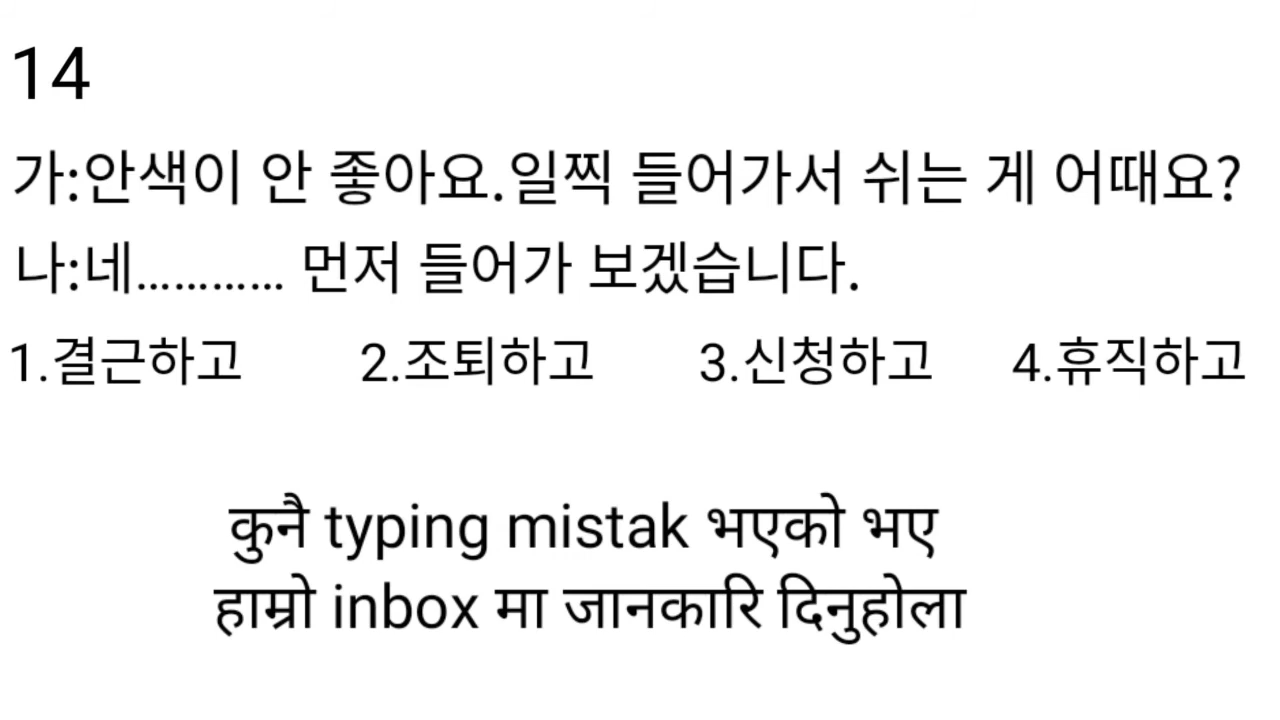 14
가:안색이 안 좋아요.일찍 들어가서 쉬는 게 어때요?
나:네………… 먼저 들어가 보겠습니다.
1.결근하고 2.조퇴하고 3.신청하고 4.휴직하고
कुनै typing mistak भएको भए
हाम्रो inbox मा जानकारि दिनुहोला